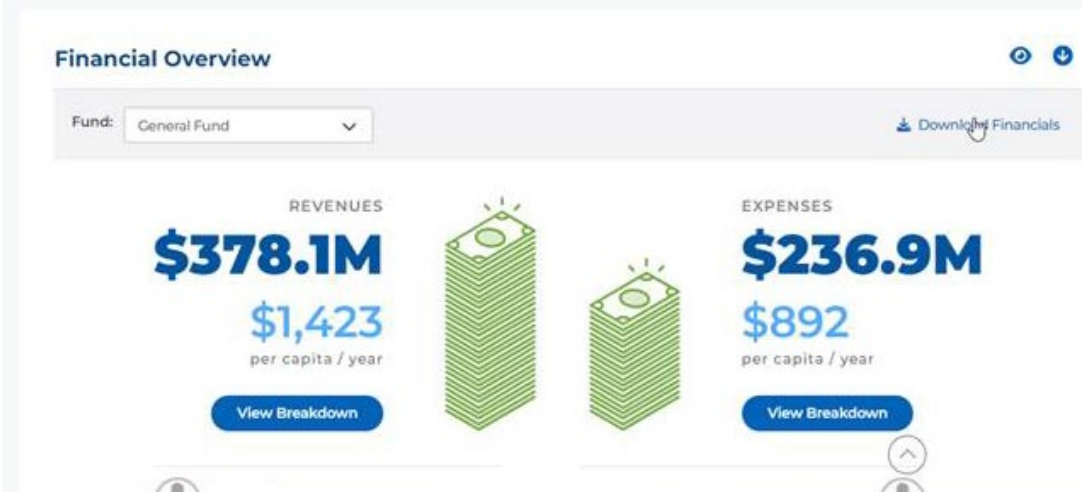 Financial Overview
Fund: General Fund
Download Financials
REVENUES
$378.1M
$1,423
per capita / year
View Breakdown
EXPENSES
$236.9M
$892
per capita / year
View Breakdown